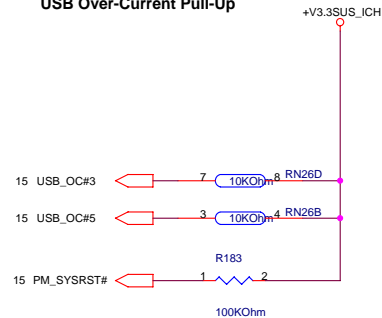 USB Over-Current Pull-Up
+V3.3SUS_ICH
15 USB_OC#3 7 10KOhm 8 RN26D
15 USB_OC#5 3 10KOhm 4 RN26B
R183
15 PM_SYSRST# 1 2
100KOhm